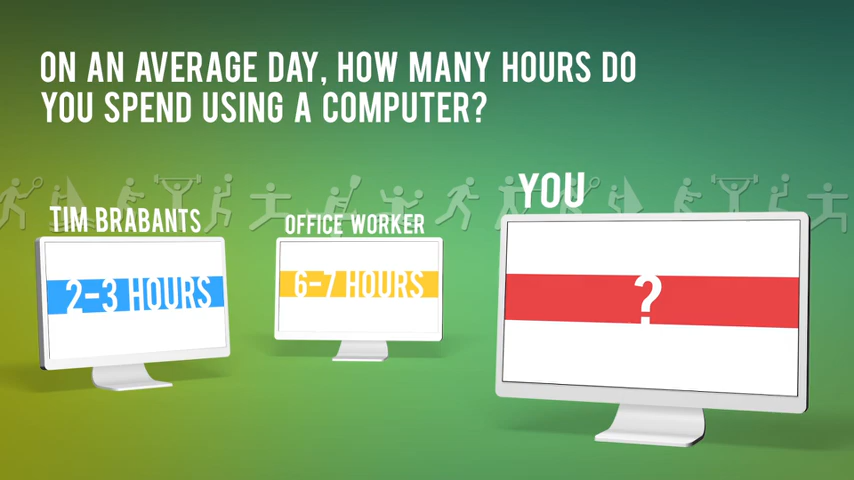 ON AN AVERAGE DAY, HOW MANY HOURS DO
YOU SPEND USING A COMPUTER?
TIM BRABANTS
2-3 HOURS
OFFICE WORKER
6-7 HOURS
YOU
?